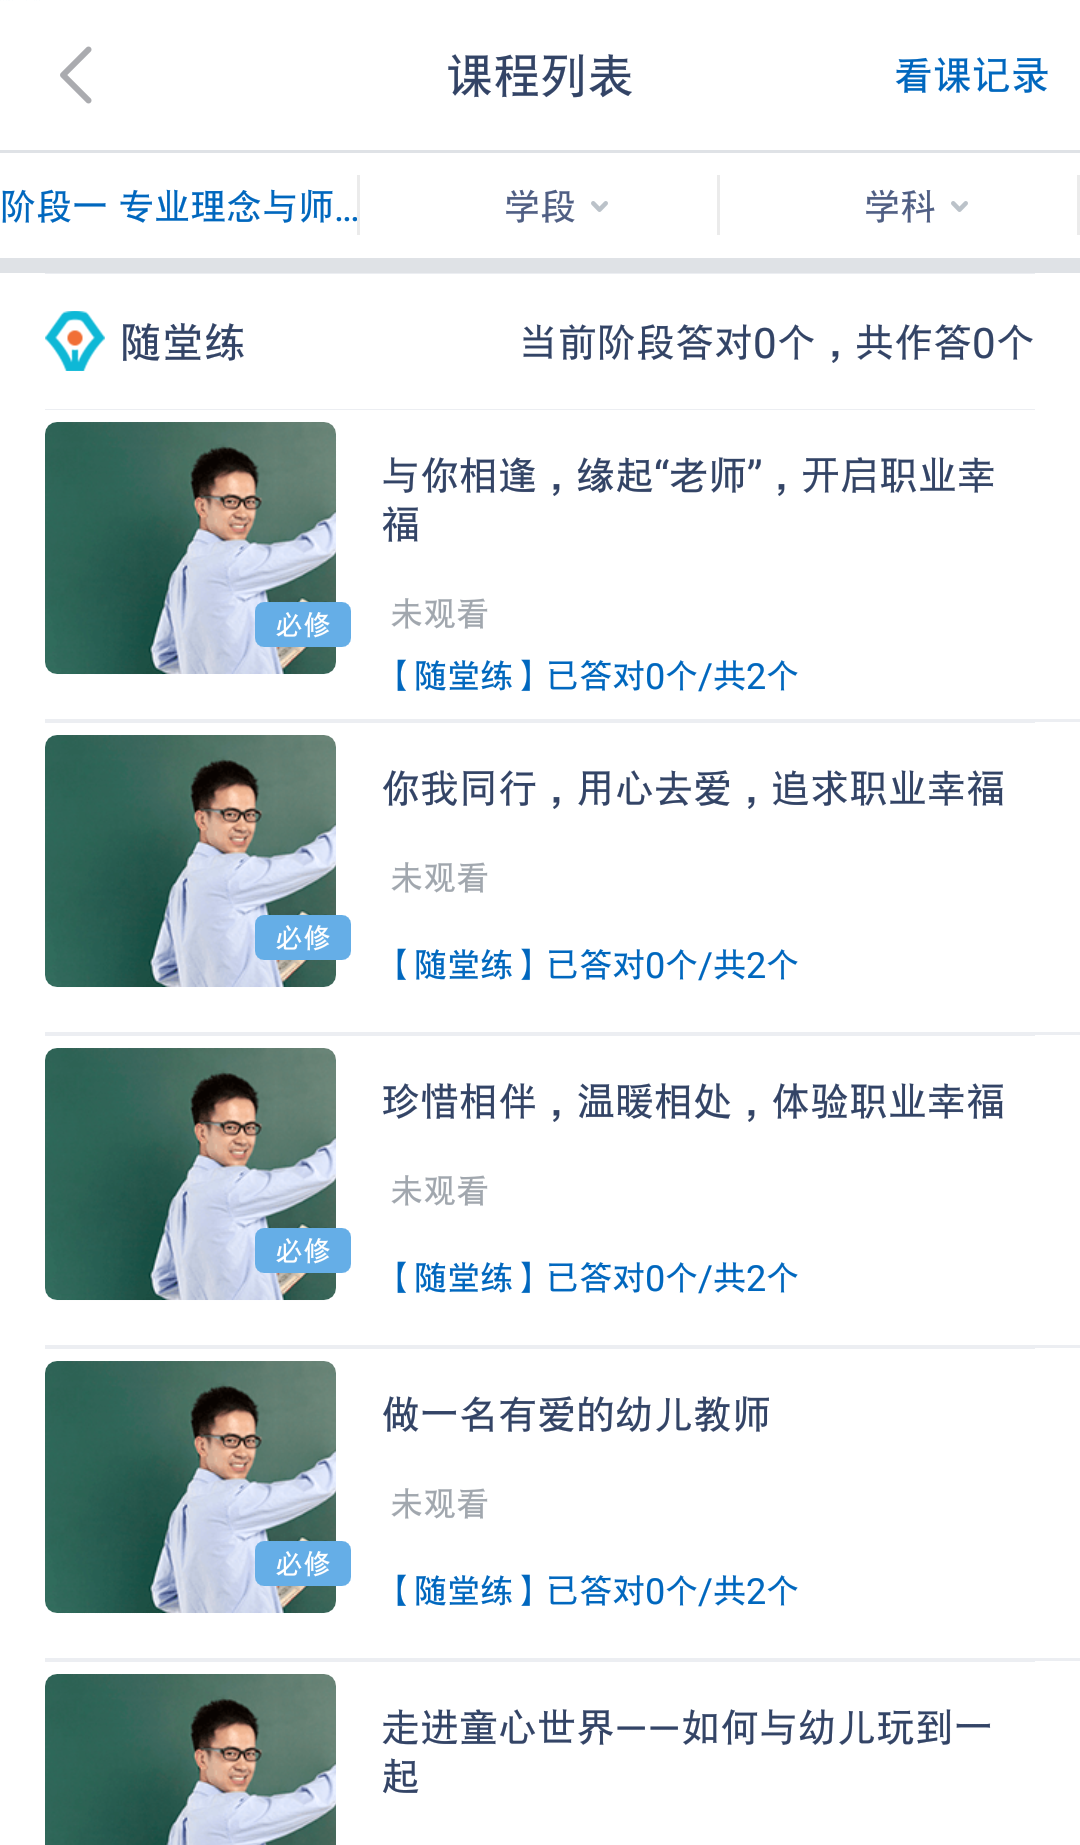 课程列表
看课记录
阶段一 专业理念与师...
学段
学科
随堂练
当前阶段答对0个，共作答0个
与你相逢，缘起“老师”，开启职业幸
福
未观看
必修
【随堂练】已答对0个/共2个
你我同行，用心去爱，追求职业幸福
未观看
必修
【随堂练】已答对0个/共2个
珍惜相伴，温暖相处，体验职业幸福
未观看
必修
【随堂练】已答对0个/共2个
做一名有爱的幼儿教师
未观看
必修
【随堂练】已答对0个/共2个
走进童心世界——如何与幼儿玩到一
起